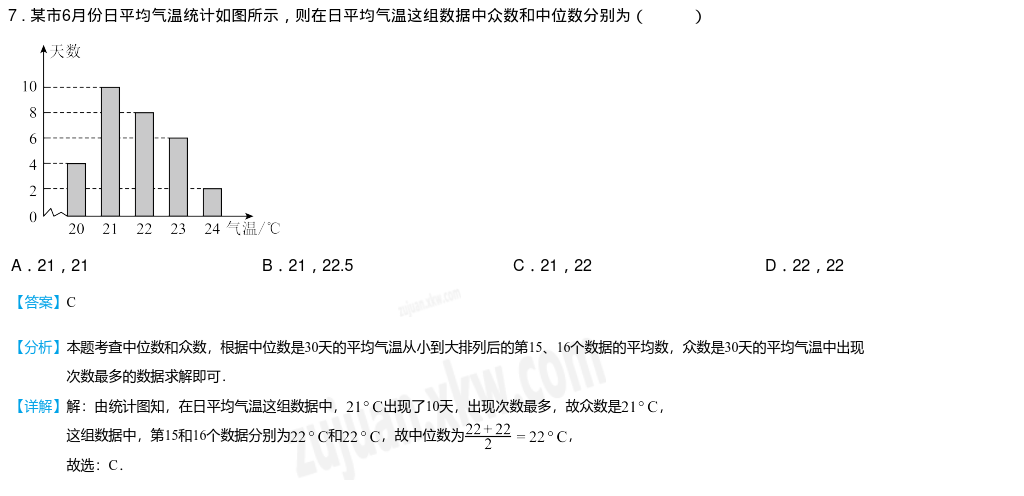 7．某市6月份日平均气温统计如图所示，则在日平均气温这组数据中众数和中位数分别为（　　）
天数
10
8
6
4
2
0
20 21 22 23 24 气温/℃
A．21，21 B．21，22.5 C．21，22 D．22，22
【答案】C
zujuan.xkw.com
【分析】本题考查中位数和众数，根据中位数是30天的平均气温从小到大排列后的第15、16个数据的平均数，众数是30天的平均气温中出现
次数最多的数据求解即可．
【详解】解：由统计图知，在日平均气温这组数据中，21°C出现了10天，出现次数最多，故众数是21°C，
这组数据中，第15和16个数据分别为22°C和22°C，故中位数为(22+22)/2=22°C，
故选：C．
zujuan.xkw.com